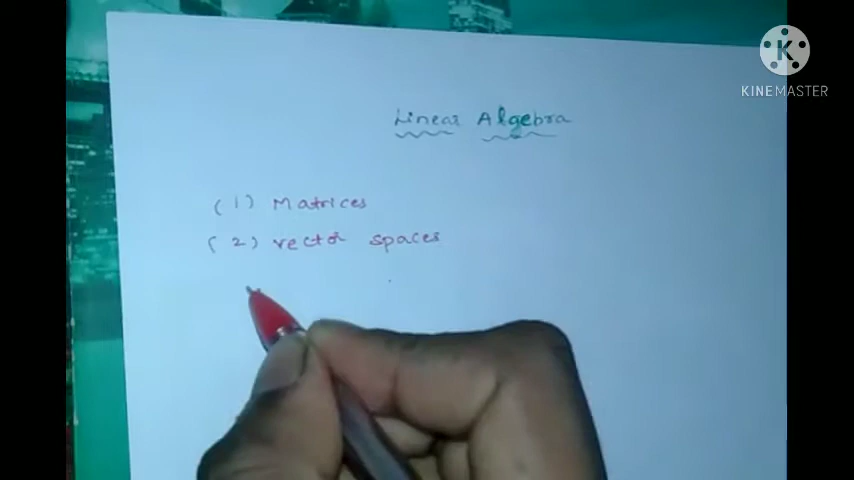 KINEMASTER
Linear Algebra
(1) Matrices
(2) vector spaces